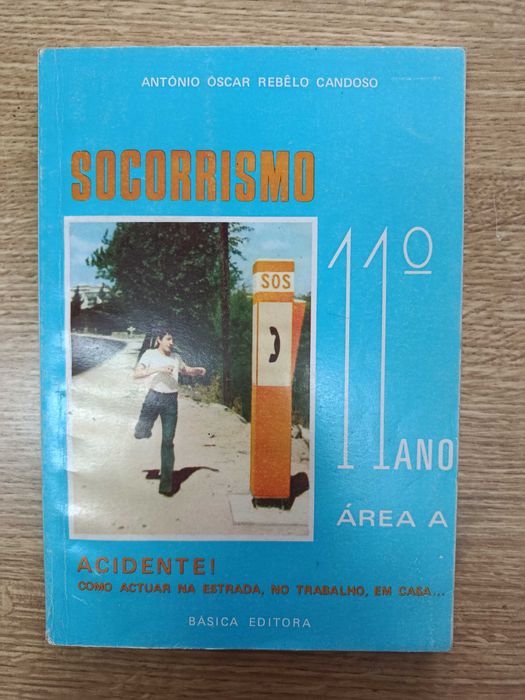 ANTÓNIO ÓSCAR REBÊLO CANDOSO
SOCORRISMO
11º
ANO
SOS
ÁREA A
ACIDENTE!
COMO ACTUAR NA ESTRADA, NO TRABALHO, EM CASA...
BÁSICA EDITORA